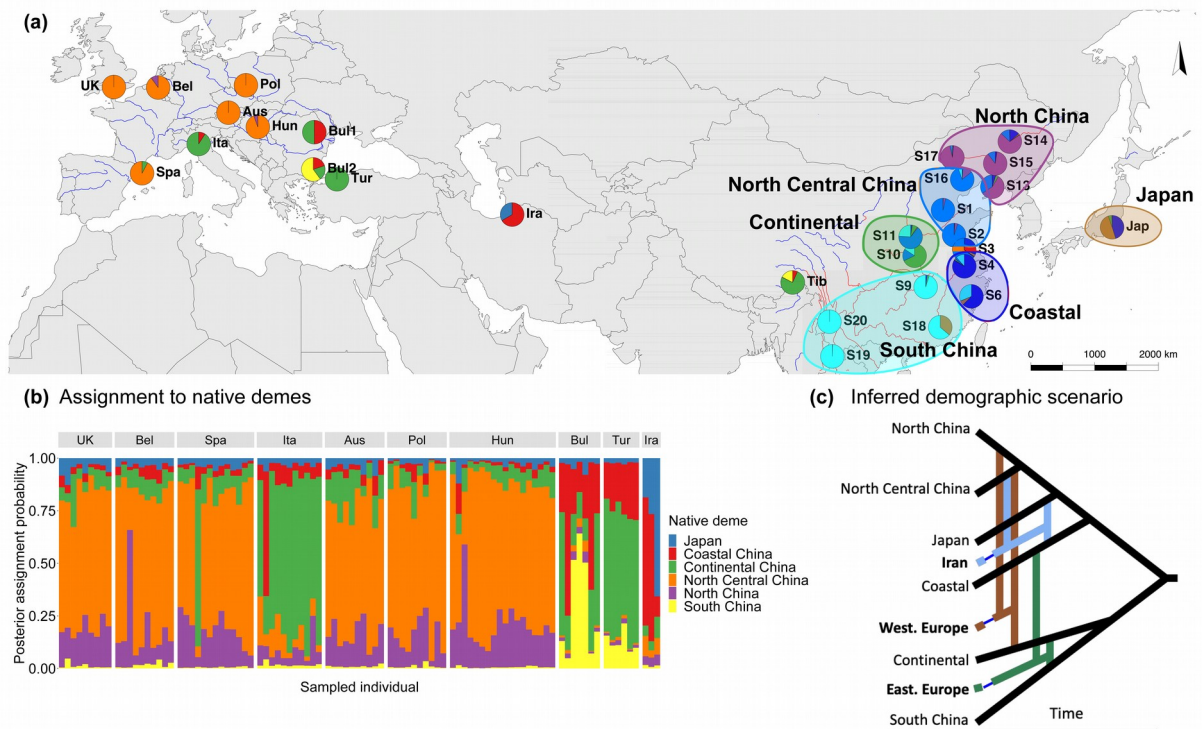 (a)
UK
Bel
Pol
Aus
Hun
Ita
Bul1
Spa
Bul2
Tur
Ira
North China
S14
S17
S15
S16
S13
North Central China
S1
Japan
Continental
S2
Jap
S11
S3
S10
S4
Tib
S9
S6
Coastal
S20
S18
S19
South China
0 1000 2000 km
(b) Assignment to native demes
UK Bel Spa Ita Aus Pol Hun Bul Tur Ira
Posterior assignment probability
1.00
0.75
0.50
0.25
0.00
Sampled individual
Native deme
Japan
Coastal China
Continental China
North Central China
North China
South China
(c) Inferred demographic scenario
North China
North Central China
Japan
Iran
Coastal
West. Europe
Continental
East. Europe
South China
Time